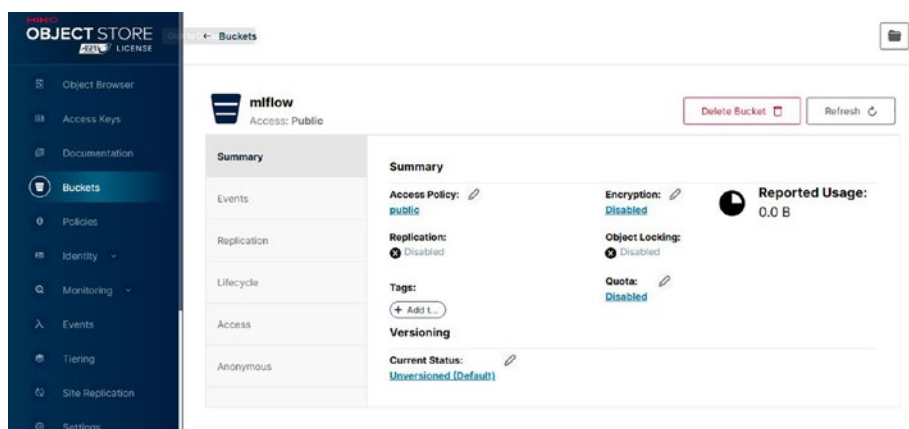 MINIO
OBJECT STORE
AGPL LICENSE
← Buckets
Object Browser
Access Keys
Documentation
Buckets
Policies
Identity
Monitoring
Events
Tiering
Site Replication
Settings
mlflow
Access: Public
Delete Bucket
Refresh
Summary
Events
Replication
Lifecycle
Access
Anonymous
Summary
Access Policy:
public
Encryption:
Disabled
Reported Usage:
0.0 B
Replication:
Disabled
Object Locking:
Disabled
Tags:
+ Add t...
Quota:
Disabled
Versioning
Current Status:
Unversioned (Default)